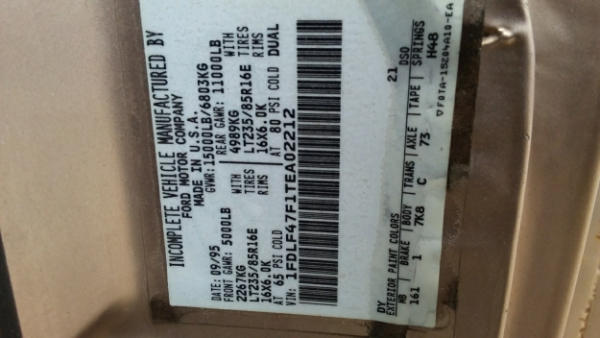 INCOMPLETE VEHICLE MANUFACTURED BY
FORD MOTOR COMPANY
MADE IN U.S.A.
GVWR: 15000LB/6803KG
DATE: 09/95
FRONT GAWR: 5000LB
REAR GAWR: 11000LB
2267KG WITH
4989KG WITH
LT235/85R16E TIRES
LT235/85R16E TIRES
16X6.0K RIMS
16X6.0K RIMS
AT 65 PSI COLD
AT 80 PSI COLD DUAL
VIN: 1FDLF47F1TEA02212
DY
21 DSO
EXTERIOR PAINT COLORS
WB BRAKE BODY TRANS AXLE TAPE SPRINGS
161 1 7K8 C 73 H48